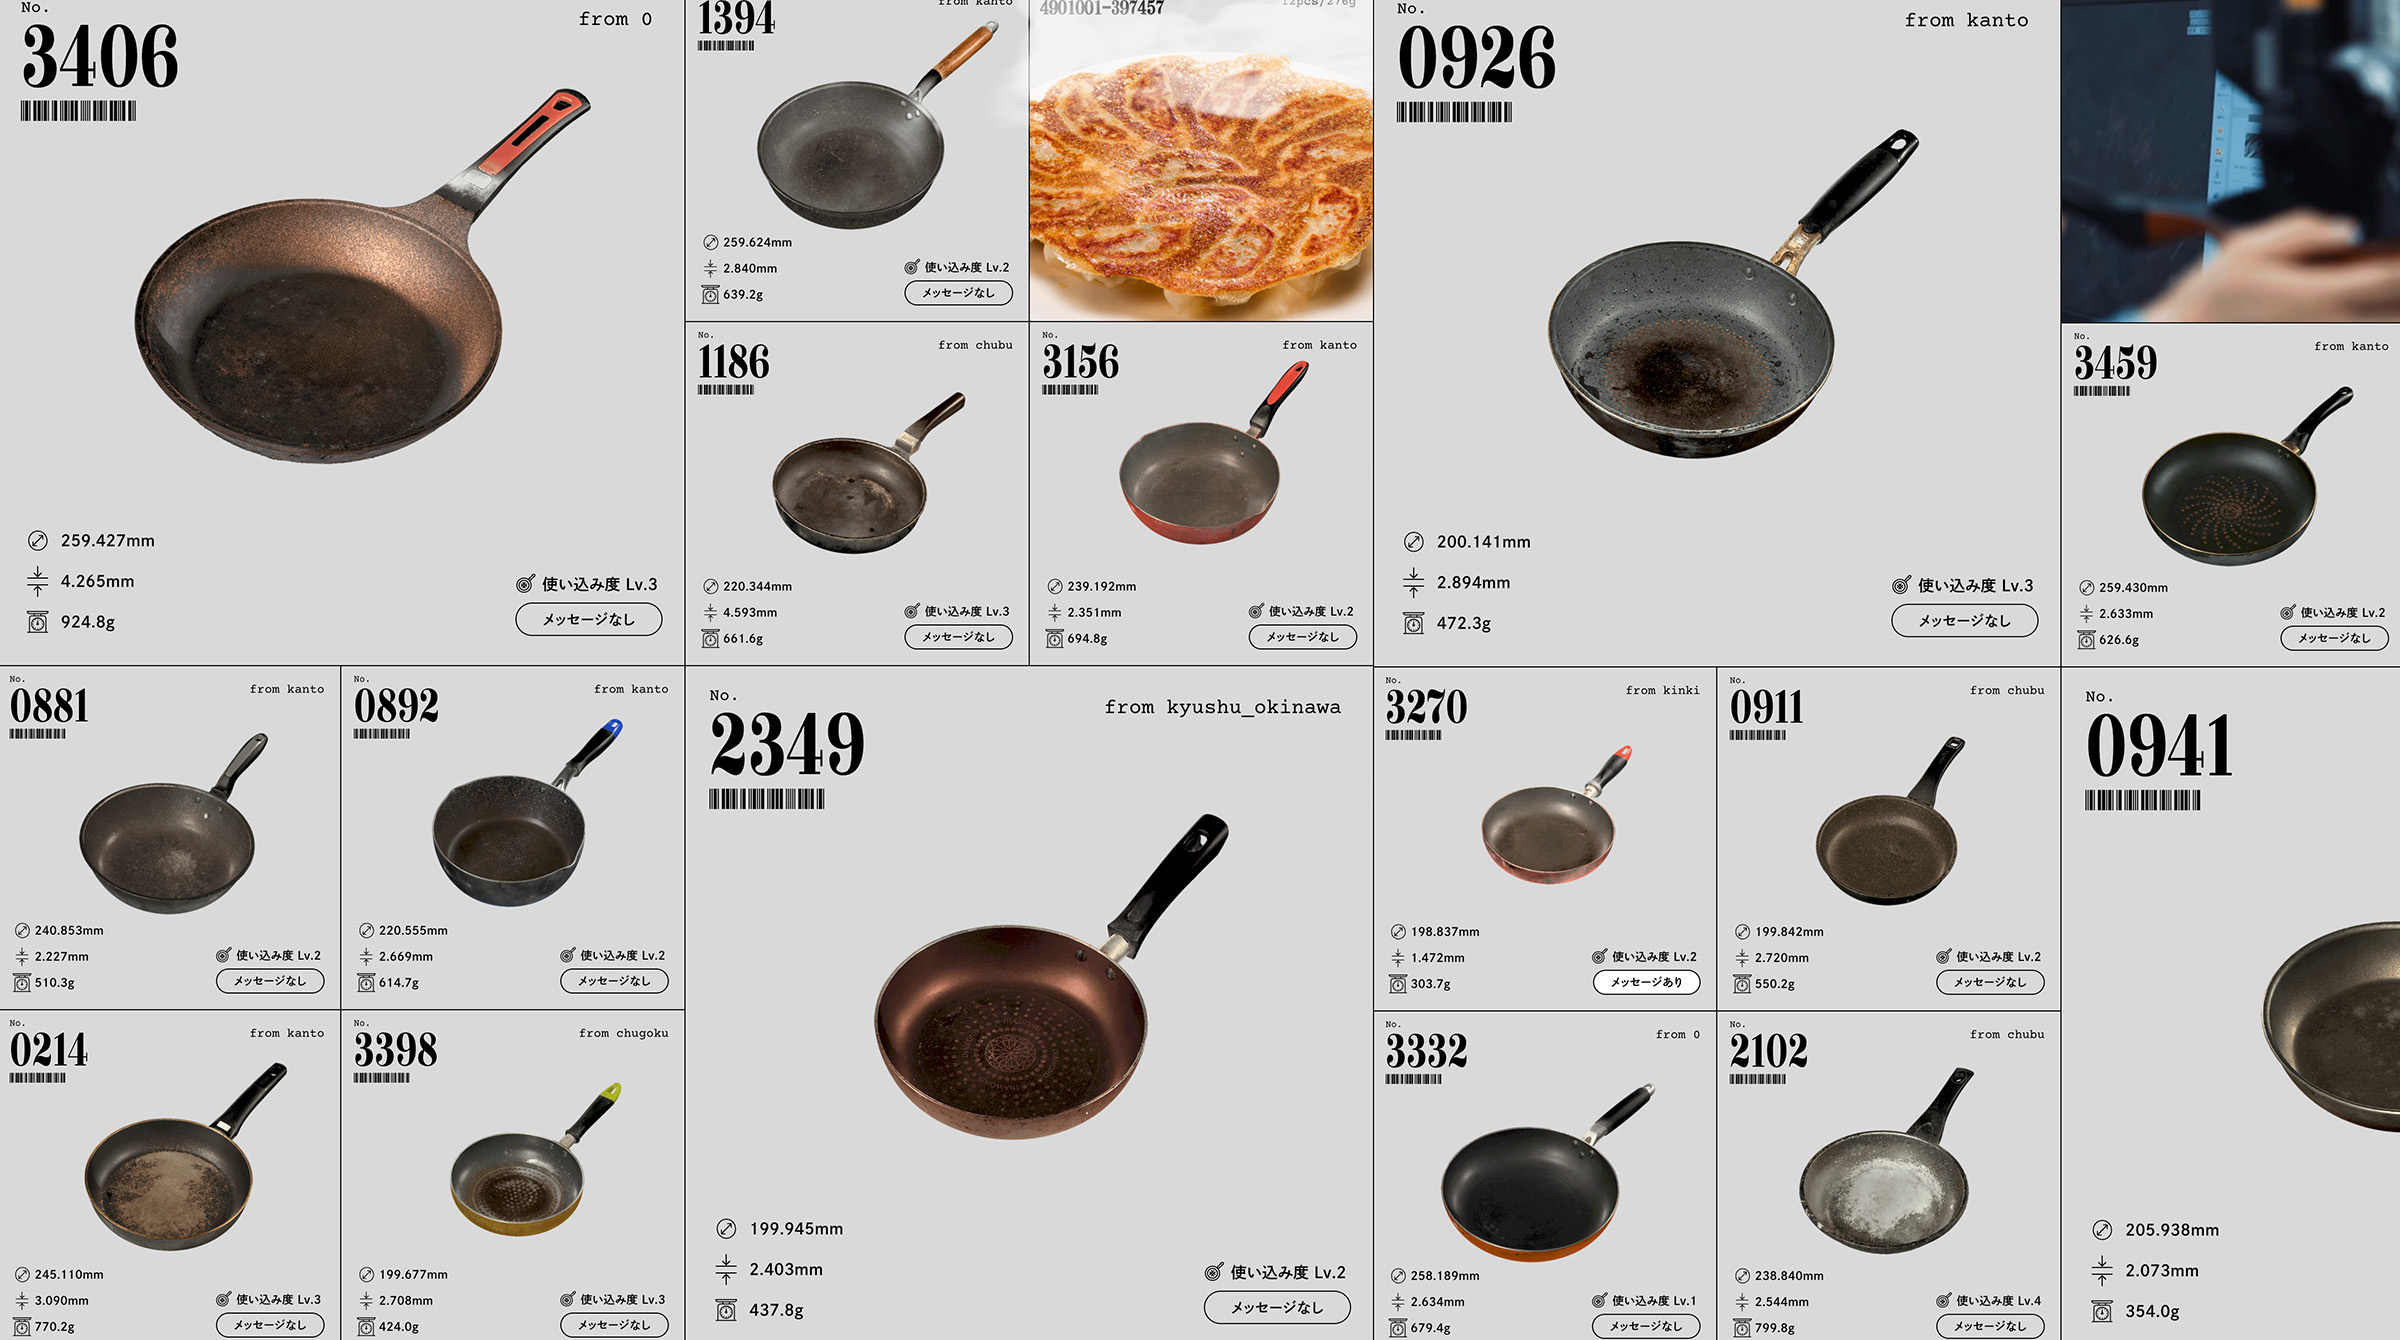 No.
3406
from 0
259.427mm
4.265mm
924.8g
使い込み度 Lv.3
メッセージなし
1394
from kanto
259.624mm
2.840mm
639.2g
使い込み度 Lv.2
メッセージなし
4901001-397457
12pcs/276g
No.
0926
from kanto
200.141mm
2.894mm
472.3g
使い込み度 Lv.3
メッセージなし
No.
1186
from chubu
220.344mm
4.593mm
661.6g
使い込み度 Lv.3
メッセージなし
No.
3156
from kanto
239.192mm
2.351mm
694.8g
使い込み度 Lv.2
メッセージなし
No.
3459
from kanto
259.430mm
2.633mm
626.6g
使い込み度 Lv.2
メッセージなし
No.
0881
from kanto
240.853mm
2.227mm
510.3g
使い込み度 Lv.2
メッセージなし
No.
0892
from kanto
220.555mm
2.669mm
614.7g
使い込み度 Lv.2
メッセージなし
No.
2349
from kyushu_okinawa
199.945mm
2.403mm
437.8g
使い込み度 Lv.2
メッセージなし
No.
3270
from kinki
198.837mm
1.472mm
303.7g
使い込み度 Lv.2
メッセージあり
No.
0911
from chubu
199.842mm
2.720mm
550.2g
使い込み度 Lv.2
メッセージなし
No.
0941
205.938mm
2.073mm
354.0g
No.
0214
from kanto
245.110mm
3.090mm
770.2g
使い込み度 Lv.3
メッセージなし
No.
3398
from chugoku
199.677mm
2.708mm
424.0g
使い込み度 Lv.3
メッセージなし
No.
3332
from 0
258.189mm
2.634mm
679.4g
使い込み度 Lv.1
メッセージなし
No.
2102
from chubu
238.840mm
2.544mm
799.8g
使い込み度 Lv.4
メッセージなし